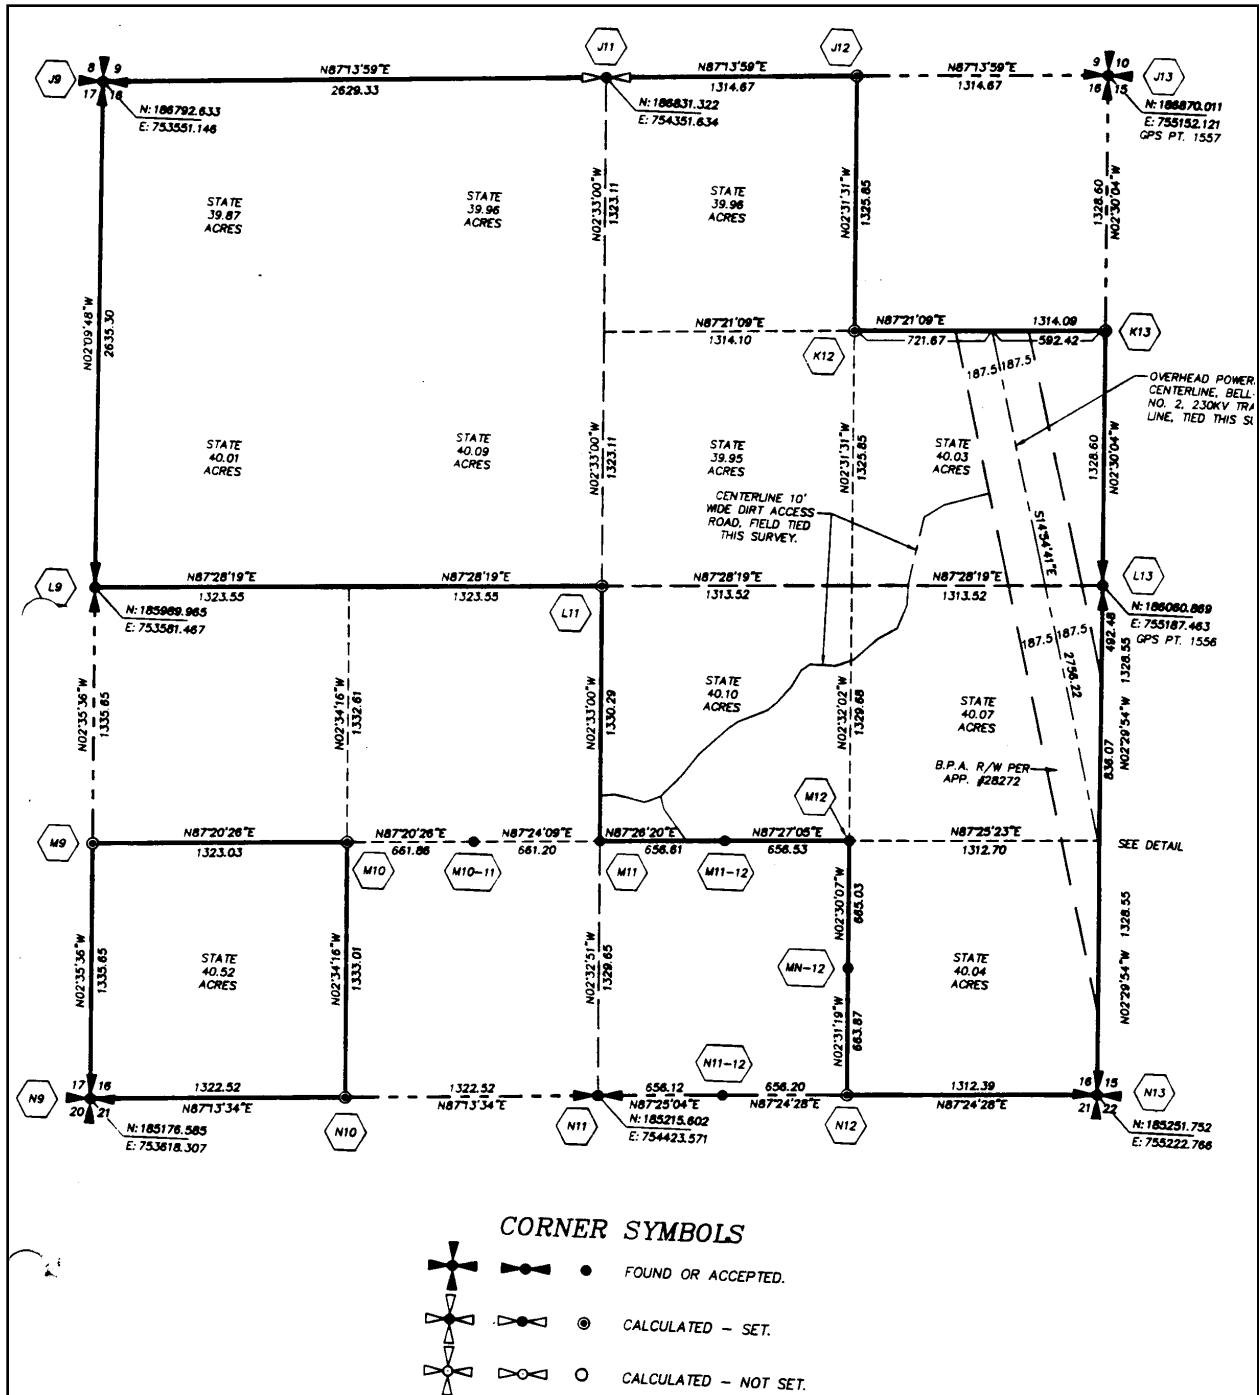 J9
8 9
17 16
N87°13'59"E
2629.33
J11
N87°13'59"E
1314.67
J12
N87°13'59"E
1314.67
9 10
16 15
J13
N: 186792.633
E: 753551.146
N: 186831.322
E: 754351.634
N: 186870.011
E: 755152.121
GPS PT. 1557
N02°09'48"W
2635.30
STATE
39.87
ACRES
STATE
39.96
ACRES
N02°33'00"W
1323.11
STATE
39.96
ACRES
N02°31'31"W
1325.85
1328.60
N02°30'04"W
N87°21'09"E
1314.10
K12
N87°21'09"E
1314.09
721.67
592.42
K13
187.5 187.5
OVERHEAD POWER
CENTERLINE, BELL-
NO. 2, 230KV TRA
LINE, TIED THIS SU
STATE
40.01
ACRES
STATE
40.09
ACRES
N02°33'00"W
1323.11
STATE
39.95
ACRES
N02°31'31"W
1325.85
STATE
40.03
ACRES
1328.60
N02°30'04"W
CENTERLINE 10'
WIDE DIRT ACCESS
ROAD, FIELD TIED
THIS SURVEY.
S14°54'41"E
2756.22
L9
N87°28'19"E
1323.55
N87°28'19"E
1323.55
L11
N87°28'19"E
1313.52
N87°28'19"E
1313.52
L13
N: 185989.965
E: 753581.467
N: 186060.869
E: 755187.463
GPS PT. 1556
N02°35'36"W
1335.65
N02°34'16"W
1332.61
N02°33'00"W
1330.29
STATE
40.10
ACRES
N02°32'02"W
1329.68
187.5 187.5
STATE
40.07
ACRES
492.48
836.07
1328.55
N02°29'54"W
B.P.A. R/W PER
APP. #28272
M12
M9
N87°20'26"E
1323.03
M10
N87°20'26"E
661.86
M10-11
N87°24'09"E
661.20
M11
N87°26'20"E
656.61
M11-12
N87°27'05"E
656.53
N87°25'23"E
1312.70
SEE DETAIL
N02°35'36"W
1335.65
STATE
40.52
ACRES
N02°34'16"W
1333.01
N02°32'51"W
1329.65
N02°30'07"W
665.03
MN-12
N02°31'19"W
663.87
STATE
40.04
ACRES
1328.55
N02°29'54"W
N11-12
N9
17 16
20 21
1322.52
N87°13'34"E
N10
1322.52
N87°13'34"E
N11
656.12
N87°25'04"E
656.20
N87°24'28"E
N12
1312.39
N87°24'28"E
16 15
21 22
N13
N: 185176.585
E: 753618.307
N: 185215.602
E: 754423.571
N: 185251.752
E: 755222.766
CORNER SYMBOLS
FOUND OR ACCEPTED.
CALCULATED - SET.
CALCULATED - NOT SET.